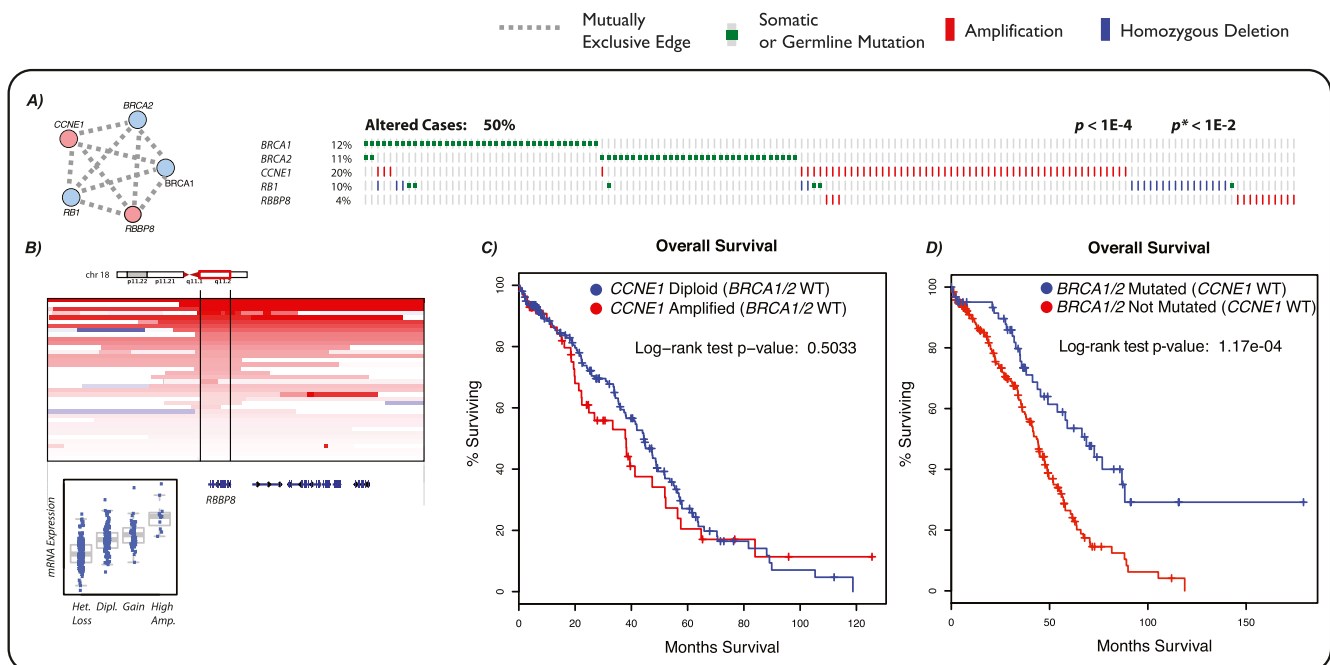 Mutually
Exclusive Edge
Somatic
or Germline Mutation
Amplification
Homozygous Deletion
A)
BRCA2
CCNE1
BRCA1
RB1
RBBP8
Altered Cases: 50%
p < 1E-4
p* < 1E-2
BRCA1 12%
BRCA2 11%
CCNE1 20%
RB1 10%
RBBP8 4%
B)
chr 18
p11.22 p11.21 q11.1 q11.2
RBBP8
mRNA Expression
Het. Dipl. Gain High
Loss Amp.
C)
Overall Survival
CCNE1 Diploid (BRCA1/2 WT)
CCNE1 Amplified (BRCA1/2 WT)
Log-rank test p-value: 0.5033
% Surviving
100
80
60
40
20
0
0 20 40 60 80 100 120
Months Survival
D)
Overall Survival
BRCA1/2 Mutated (CCNE1 WT)
BRCA1/2 Not Mutated (CCNE1 WT)
Log-rank test p-value: 1.17e-04
% Surviving
100
80
60
40
20
0
0 50 100 150
Months Survival